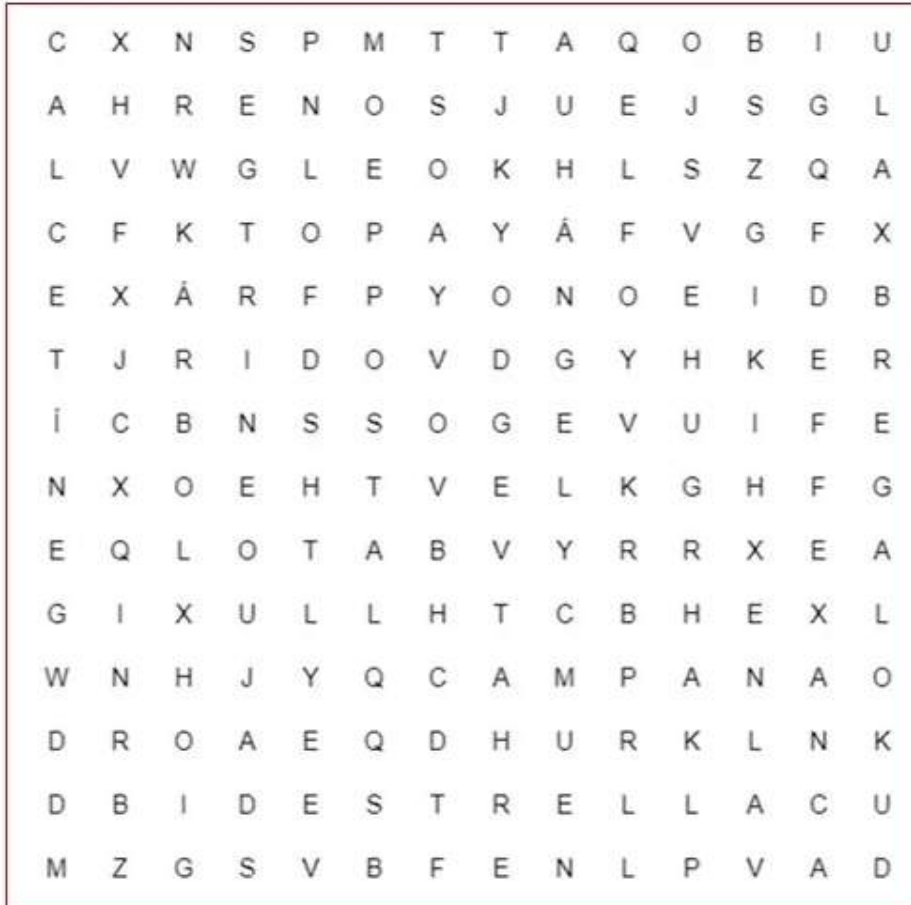 C X N S P M T T A Q O B I U
A H R E N O S J U E J S G L
L V W G L E O K H L S Z Q A
C F K T O P A Y Á F V G F X
E X Á R F P Y O N O E I D B
T J R I D O V D G Y H K E R
Í C B N S S O G E V U I F E
N X O E H T V E L K G H F G
E Q L O T A B V Y R R X E A
G I X U L L H T C B H E X L
W N H J Y Q C A M P A N A O
D R O A E Q D H U R K L N K
D B I D E S T R E L L A C U
M Z G S V B F E N L P V A D